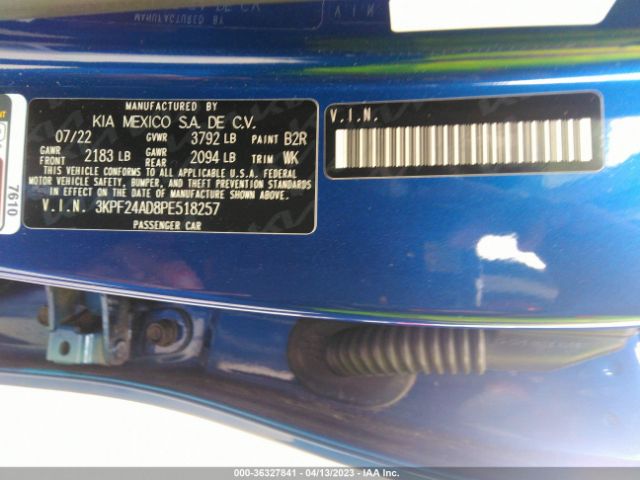 MANUFACTURED BY
KIA MEXICO S.A. DE C.V.
07/22 GVWR 3792 LB PAINT B2R
GAWR FRONT 2183 LB GAWR REAR 2094 LB TRIM WK
THIS VEHICLE CONFORMS TO ALL APPLICABLE U.S.A. FEDERAL
MOTOR VEHICLE SAFETY, BUMPER, AND THEFT PREVENTION STANDARDS
IN EFFECT ON THE DATE OF MANUFACTURE SHOWN ABOVE.
V.I.N. 3KPF24AD8PE518257
PASSENGER CAR
V.I.N.
7610
000-36327841 - 04/13/2023 - IAA Inc.